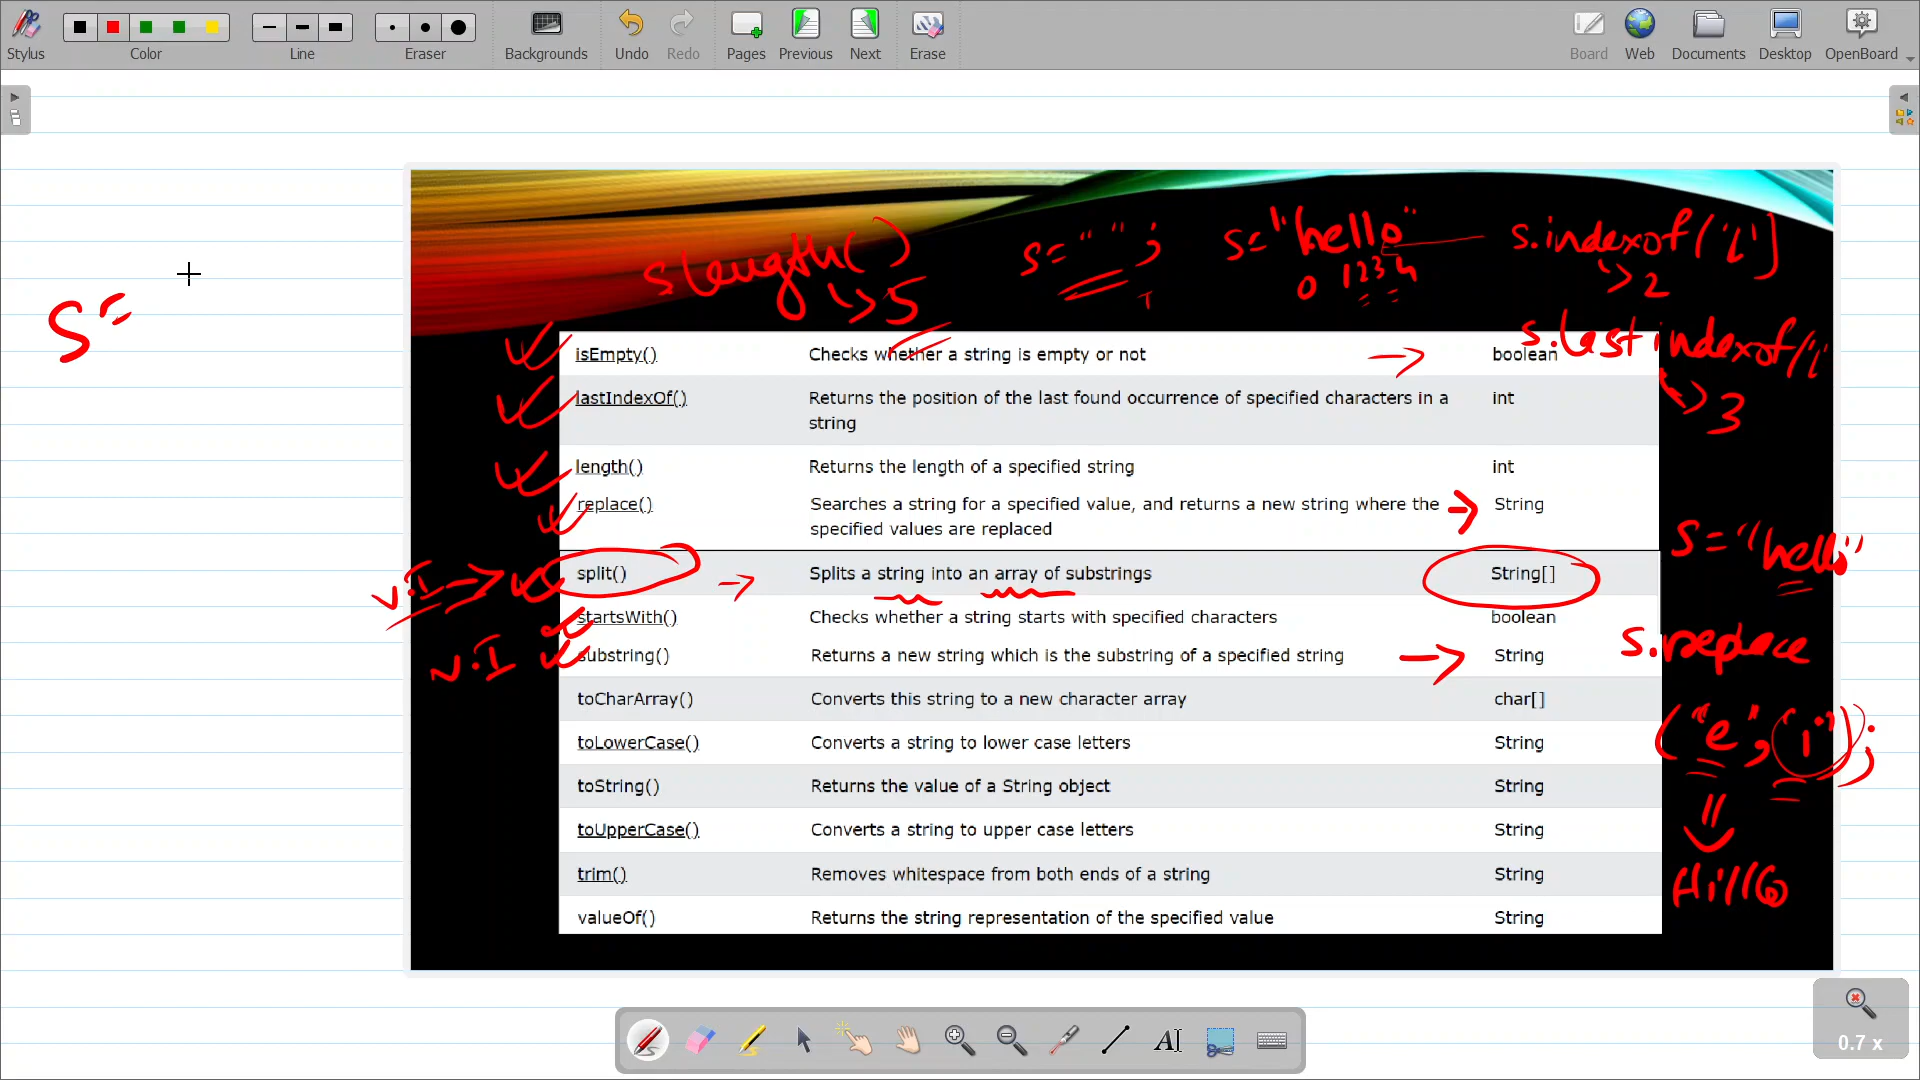 Stylus
Color
Line
Eraser
Backgrounds
Undo
Redo
Pages
Previous
Next
Erase
Board
Web
Documents
Desktop
OpenBoard
s=
s length()
↳ 5
s=" ";
s="hello"
0 1 2 3 4
s.indexof('l')
↳ 2
s.lastindexof('l
↳ 3
isEmpty() Checks whether a string is empty or not → boolean
lastIndexOf() Returns the position of the last found occurrence of specified characters in a int
string
length() Returns the length of a specified string int
replace() Searches a string for a specified value, and returns a new string where the → String
specified values are replaced
v.I → split() → Splits a string into an array of substrings String[]
startsWith() Checks whether a string starts with specified characters boolean
v.I substring() Returns a new string which is the substring of a specified string → String
toCharArray() Converts this string to a new character array char[]
toLowerCase() Converts a string to lower case letters String
toString() Returns the value of a String object String
toUpperCase() Converts a string to upper case letters String
trim() Removes whitespace from both ends of a string String
valueOf() Returns the string representation of the specified value String
s="hello"
s.replace
("e","i");
Hillo
0.7 x